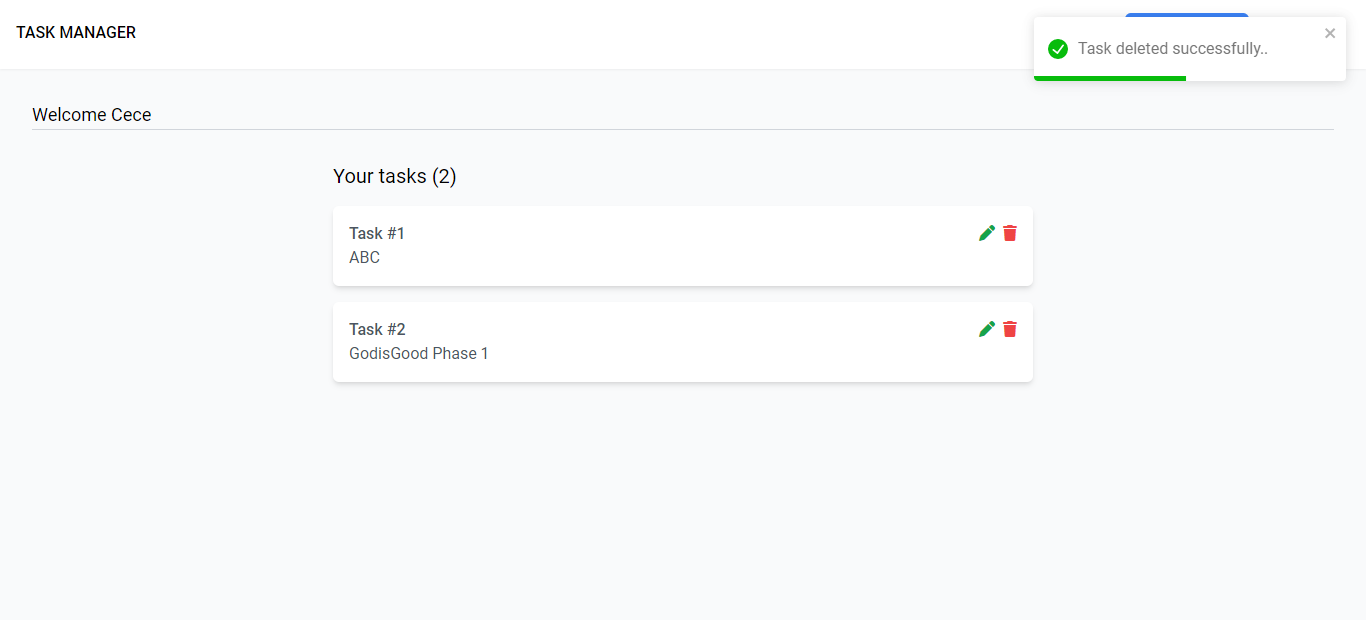 TASK MANAGER
Task deleted successfully..
Welcome Cece
Your tasks (2)
Task #1
ABC
Task #2
GodisGood Phase 1